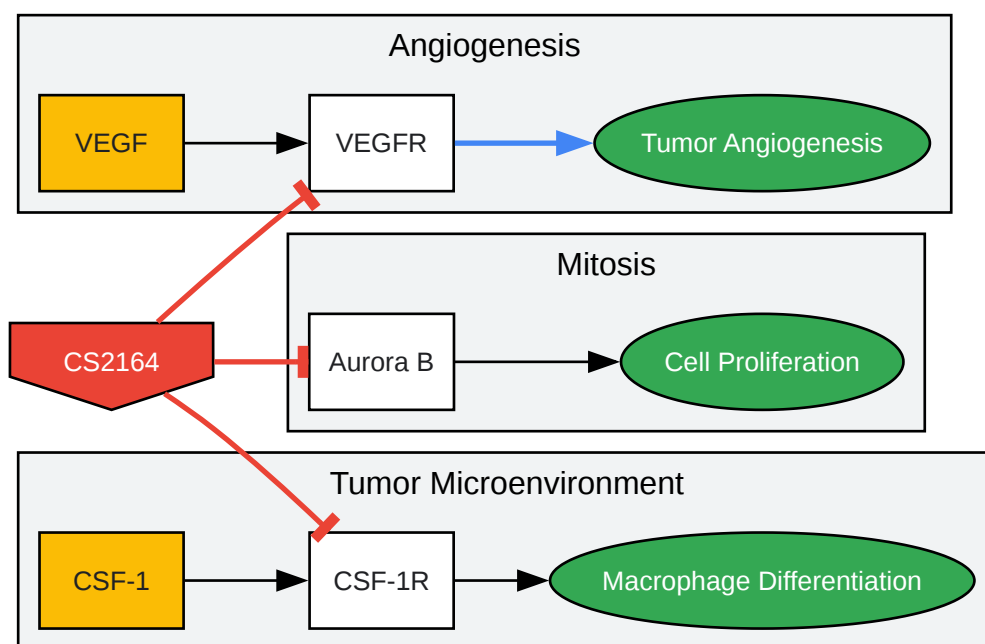 Angiogenesis
VEGF
VEGFR
Tumor Angiogenesis
Mitosis
CS2164
Aurora B
Cell Proliferation
Tumor Microenvironment
CSF-1
CSF-1R
Macrophage Differentiation